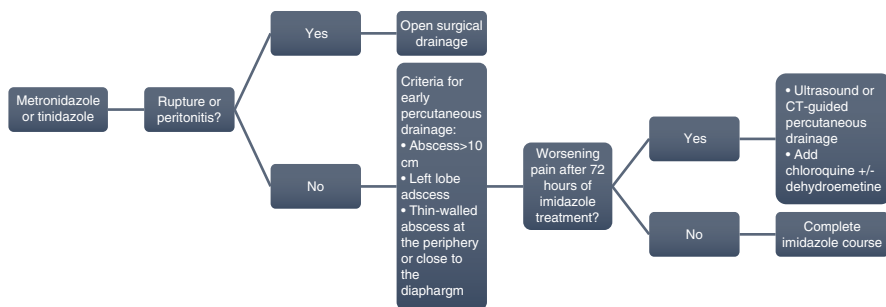 Metronidazole
or tinidazole
Rupture or
peritonitis?
Yes
Open surgical
drainage
No
Criteria for
early
percutaneous
drainage:
• Abscess>10
cm
• Left lobe
adscess
• Thin-walled
abscess at
the periphery
or close to
the
diaphargm
Worsening
pain after 72
hours of
imidazole
treatment?
Yes
• Ultrasound or
CT-guided
percutaneous
drainage
• Add
chloroquine +/-
dehydroemetine
No
Complete
imidazole course